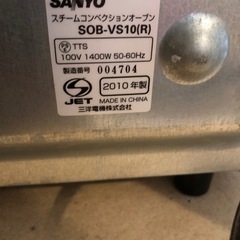 SANYO
スチームコンベクションオーブン
SOB-VS10(R)
TTS
100V 1400W 50-60Hz
製造番号 004704
S JET
2010年製
MADE IN CHINA
三洋電機株式会社